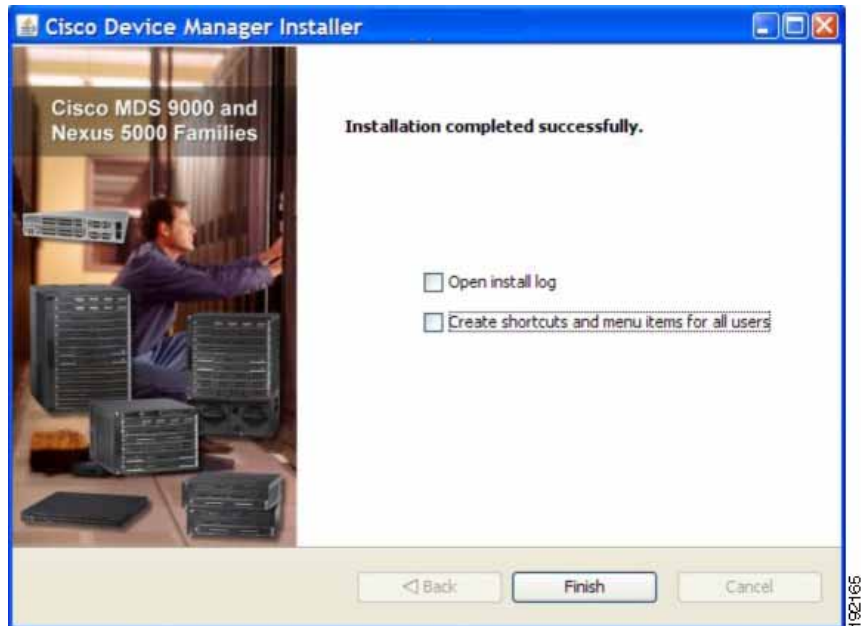 Cisco Device Manager Installer
Cisco MDS 9000 and
Nexus 5000 Families
Installation completed successfully.
Open install log
Create shortcuts and menu items for all users
Back
Finish
Cancel
192165